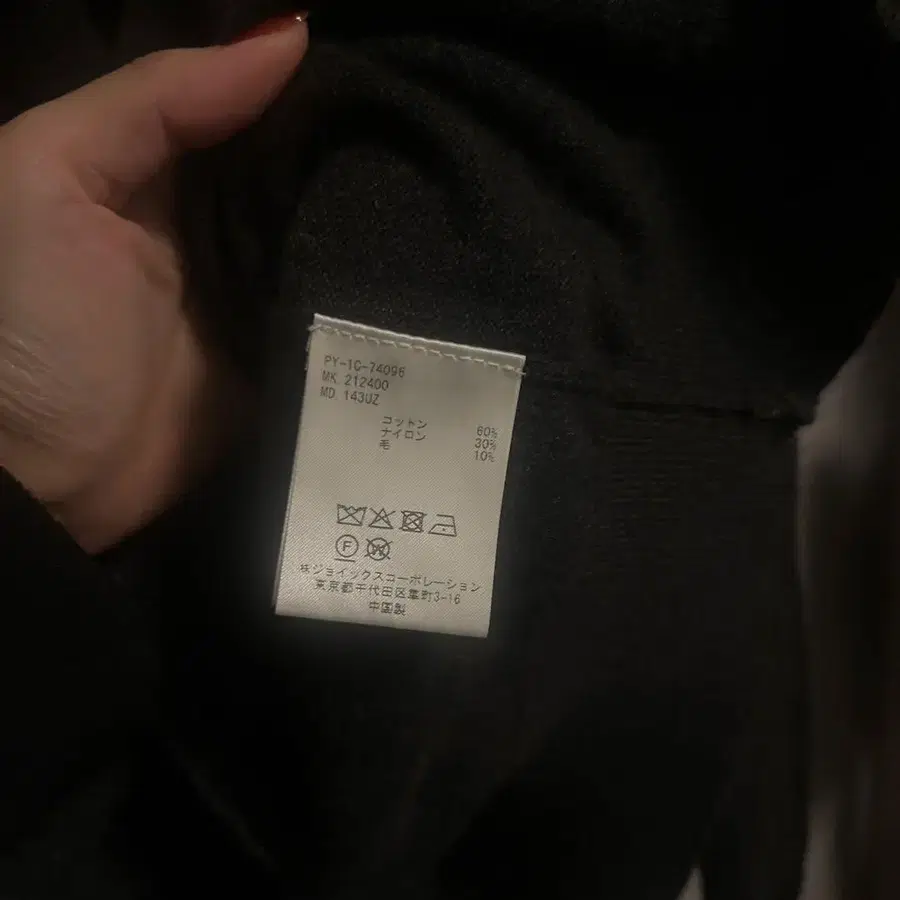 PY-1C-74096
MK. 212400
MD. 143UZ
コットン 60%
ナイロン 30%
毛 10%
F
W
株ジョイックスコーポレーション
東京都千代田区隼町3-16
中国製